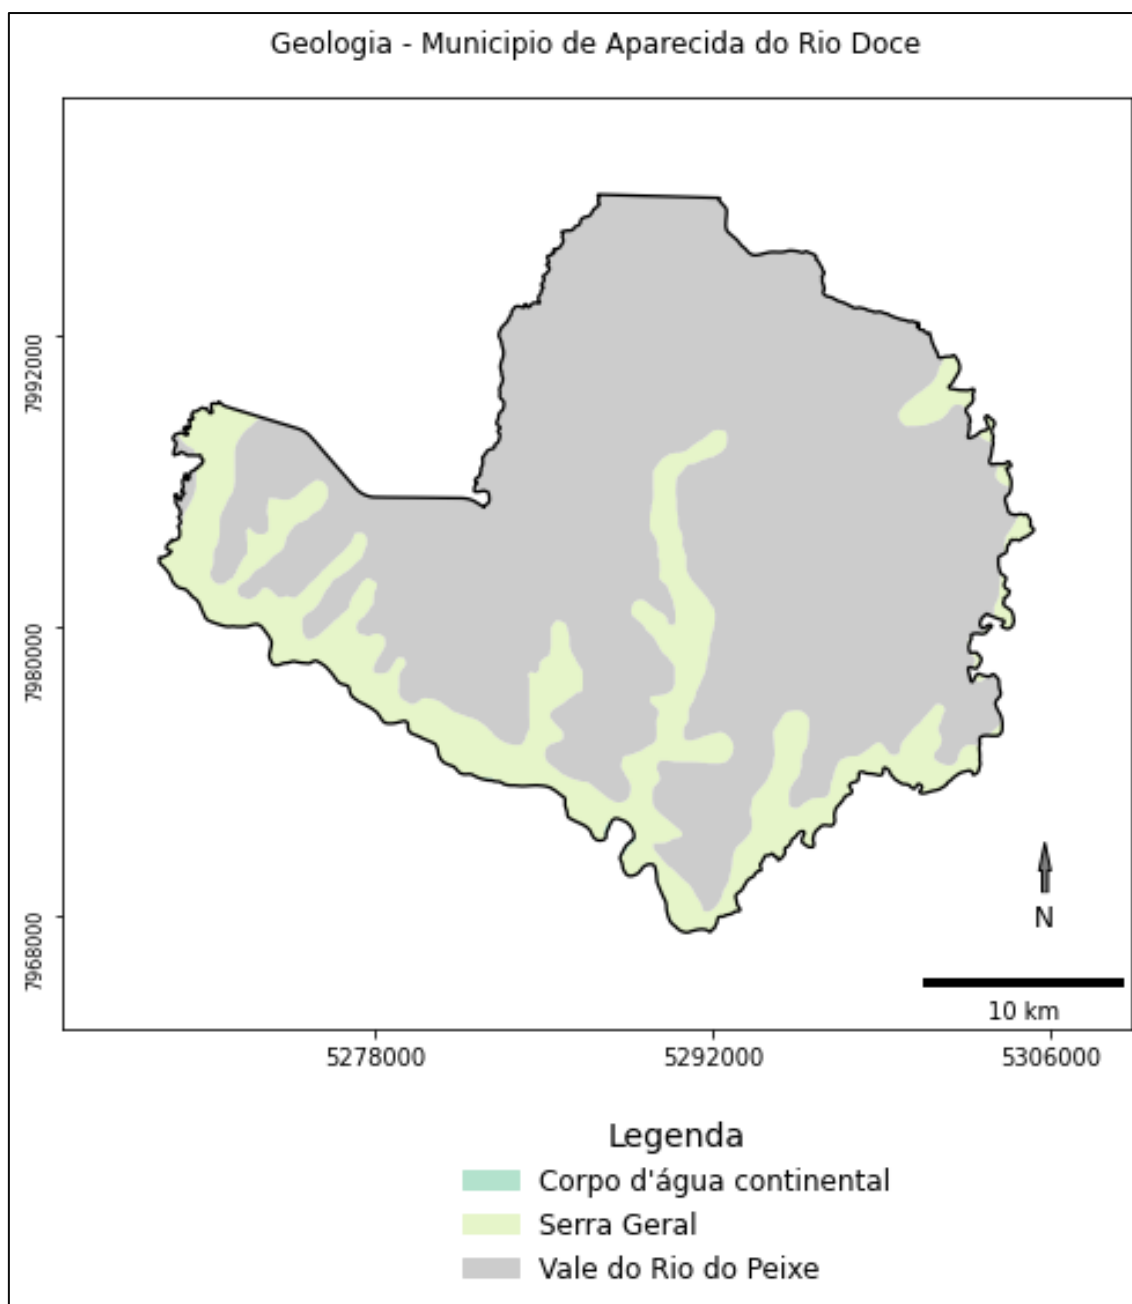 Geologia - Municipio de Aparecida do Rio Doce
7992000
7980000
7968000
N
10 km
5278000
5292000
5306000
Legenda
Corpo d'água continental
Serra Geral
Vale do Rio do Peixe